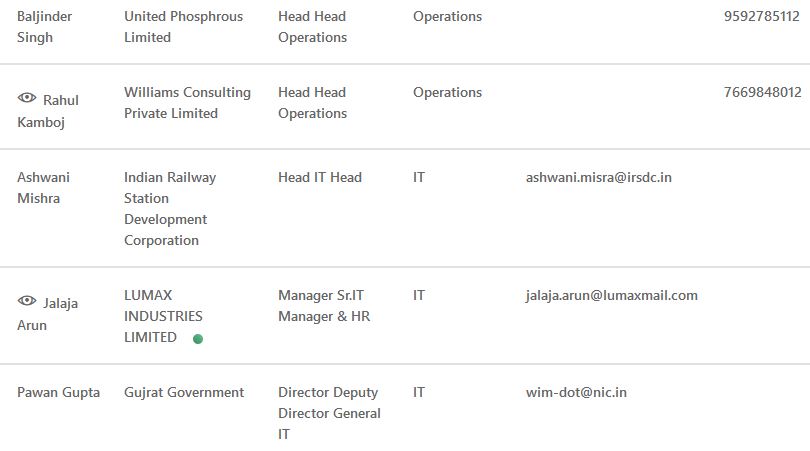 Baljinder United Phosphrous Head Head Operations 9592785112
Singh Limited Operations
Rahul Williams Consulting Head Head Operations 7669848012
Kamboj Private Limited Operations
Ashwani Indian Railway Head IT Head IT ashwani.misra@irsdc.in
Mishra Station
Development
Corporation
Jalaja LUMAX Manager Sr.IT IT jalaja.arun@lumaxmail.com
Arun INDUSTRIES Manager & HR
LIMITED
Pawan Gupta Gujrat Government Director Deputy IT wim-dot@nic.in
Director General
IT